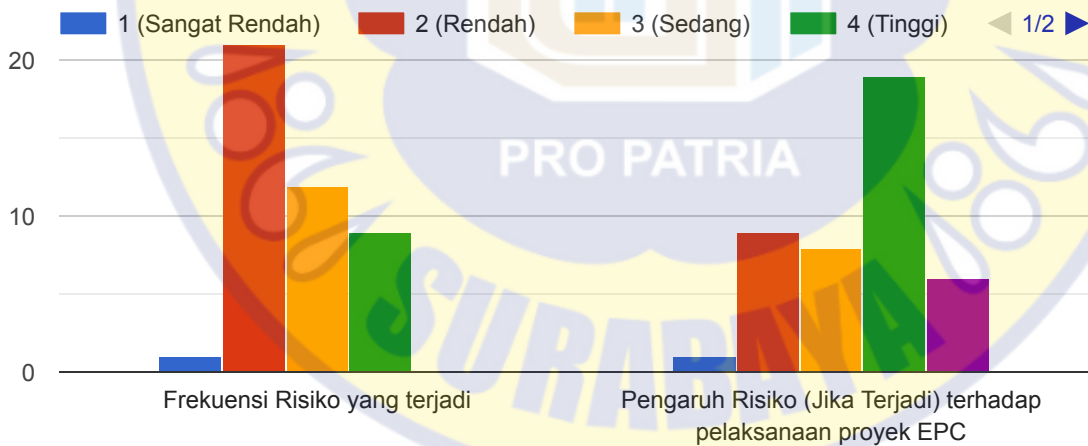 1 (Sangat Rendah) 2 (Rendah) 3 (Sedang) 4 (Tinggi) 1/2
20
PRO PATRIA
10
SURABAYA
0
Frekuensi Risiko yang terjadi
Pengaruh Risiko (Jika Terjadi) terhadap
pelaksanaan proyek EPC